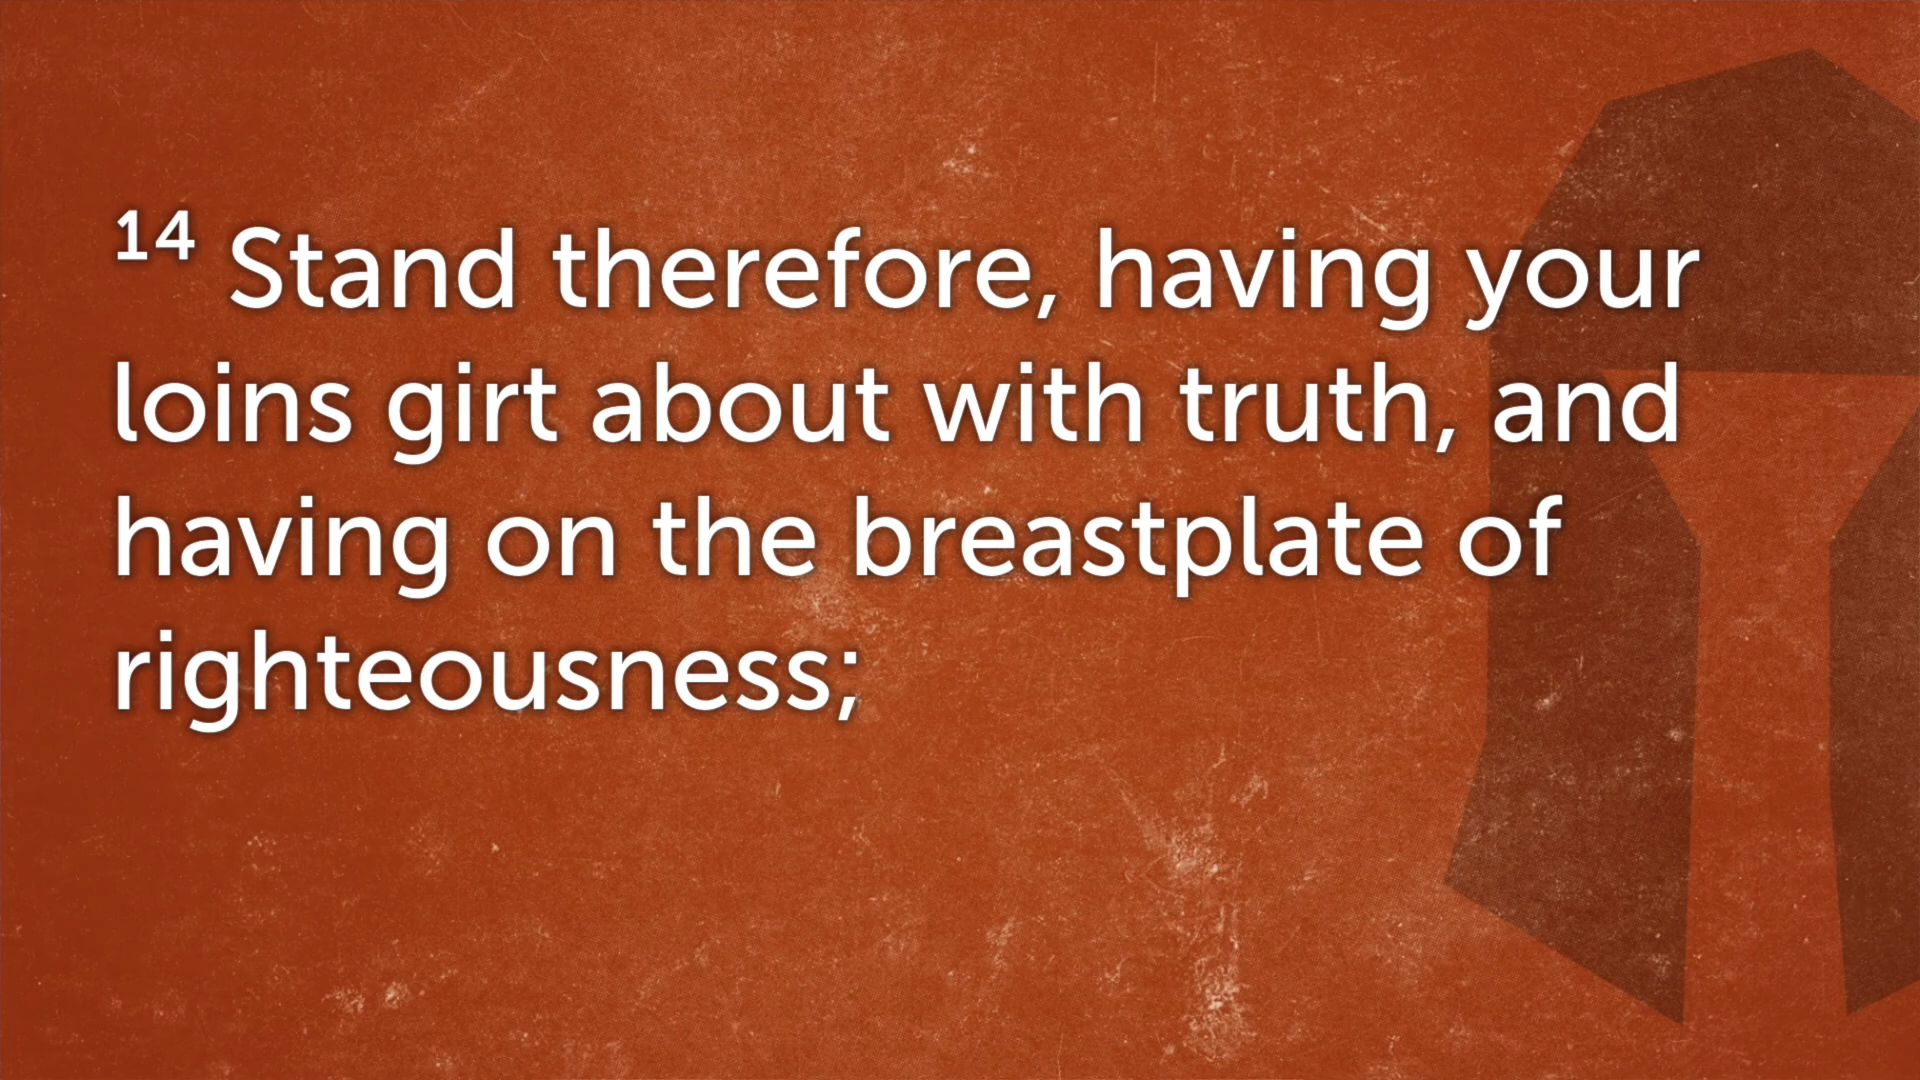 14 Stand therefore, having your
loins girt about with truth, and
having on the breastplate of
righteousness;